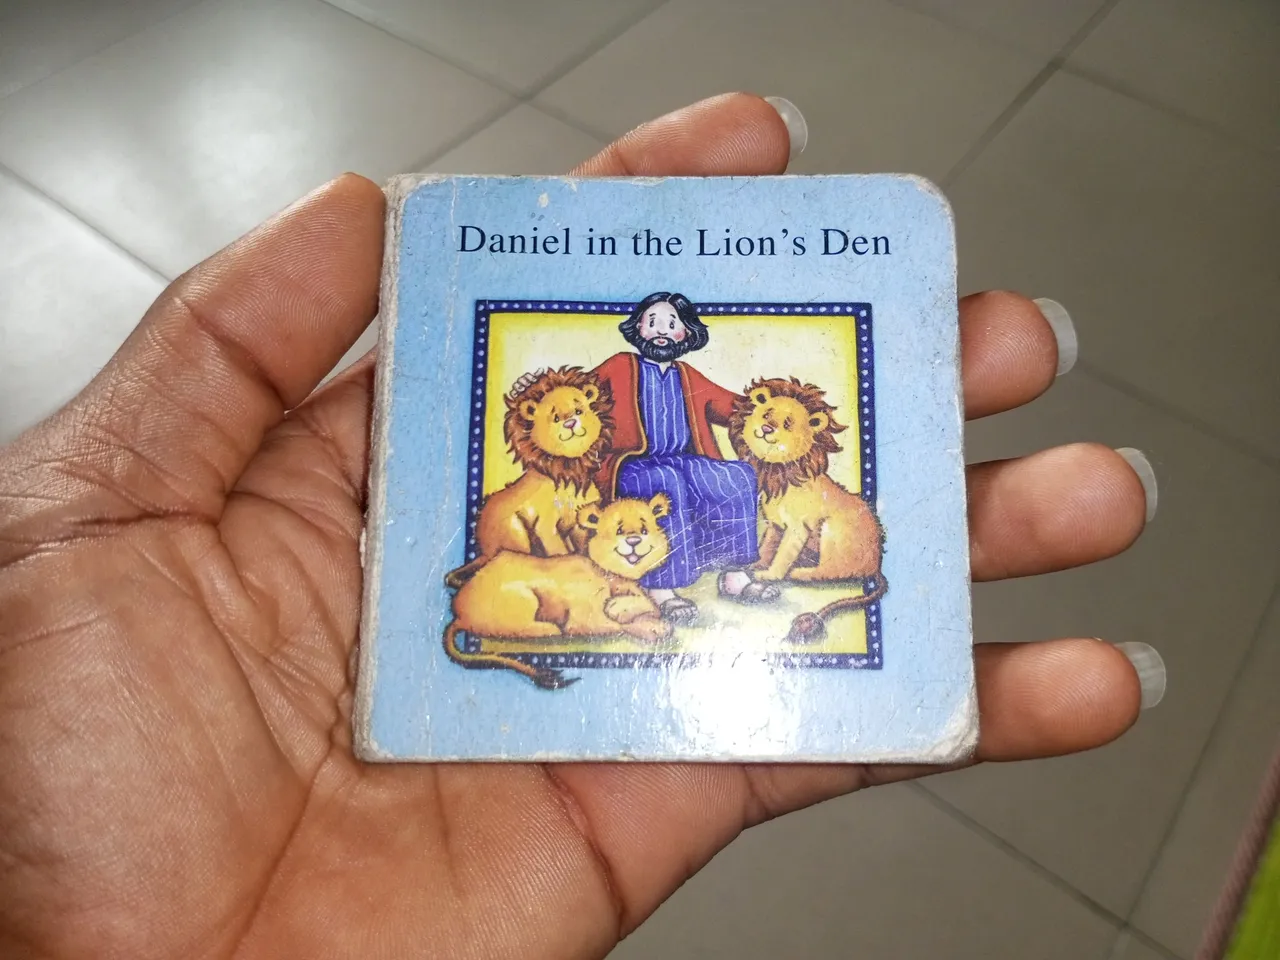 Daniel in the Lion's Den